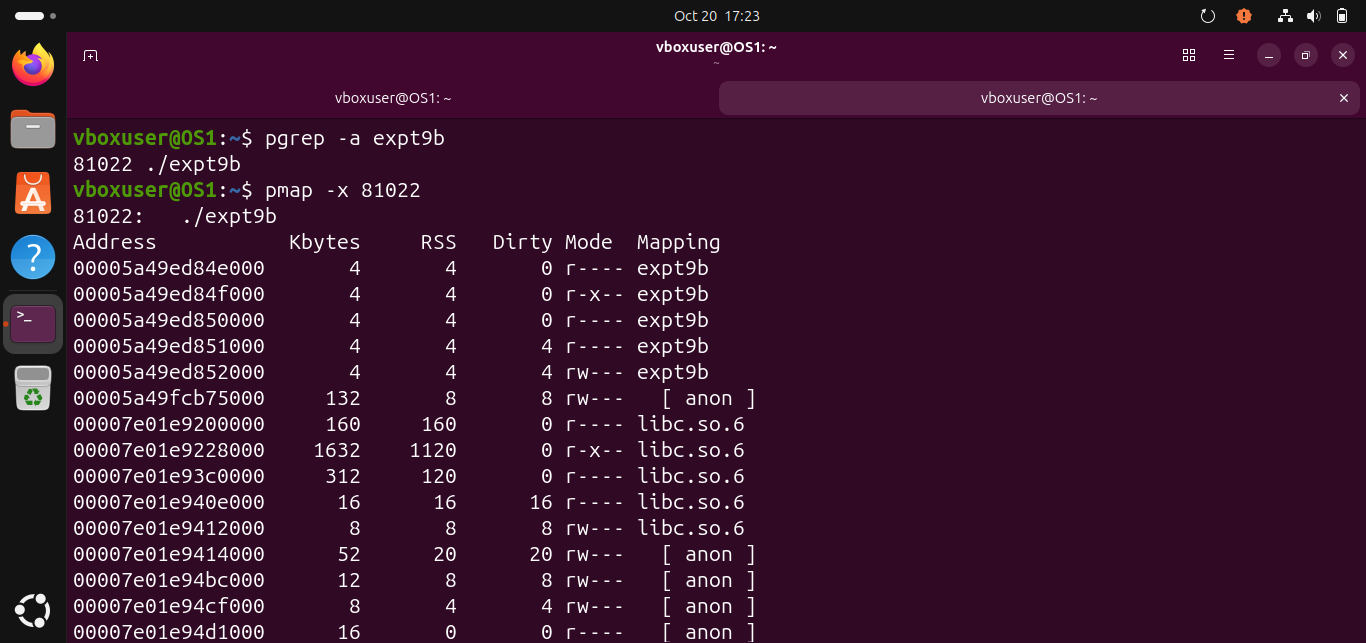 Oct 20 17:23
vboxuser@OS1: ~
~
vboxuser@OS1: ~
vboxuser@OS1: ~
vboxuser@OS1:~$ pgrep -a expt9b
81022 ./expt9b
vboxuser@OS1:~$ pmap -x 81022
81022:   ./expt9b
Address           Kbytes     RSS   Dirty Mode  Mapping
00005a49ed84e000       4       4       0 r---- expt9b
00005a49ed84f000       4       4       0 r-x-- expt9b
00005a49ed850000       4       4       0 r---- expt9b
00005a49ed851000       4       4       4 r---- expt9b
00005a49ed852000       4       4       4 rw--- expt9b
00005a49fcb75000     132       8       8 rw---   [ anon ]
00007e01e9200000     160     160       0 r---- libc.so.6
00007e01e9228000    1632    1120       0 r-x-- libc.so.6
00007e01e93c0000     312     120       0 r---- libc.so.6
00007e01e940e000      16      16      16 r---- libc.so.6
00007e01e9412000       8       8       8 rw--- libc.so.6
00007e01e9414000      52      20      20 rw---   [ anon ]
00007e01e94bc000      12       8       8 rw---   [ anon ]
00007e01e94cf000       8       4       4 rw---   [ anon ]
00007e01e94d1000      16       0       0 r----   [ anon ]